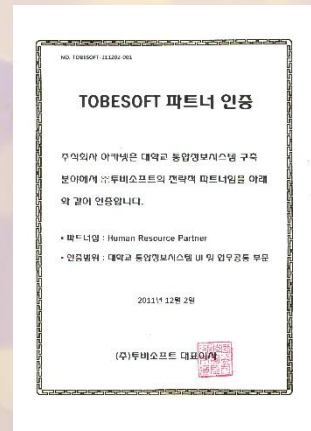 NO. TOBESOFT-111202-001
TOBESOFT 파트너 인증
주식회사 아카넷은 대학교 통합정보시스템 구축
분야에서 ㈜투비소프트의 전략적 파트너임을 아래
와 같이 인증합니다.
• 파트너십 : Human Resource Partner
• 인증범위 : 대학교 통합정보시스템 UI 및 업무공통 부문
2011년 12월 2일
(주)투비소프트 대표이사